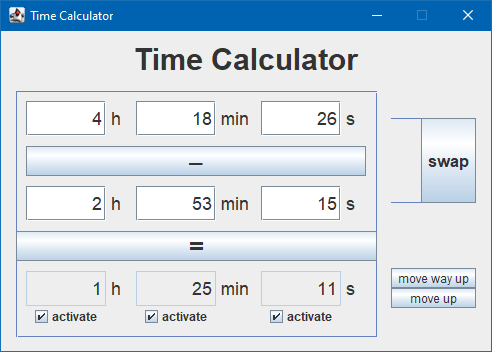 Time Calculator
Time Calculator
4 h 18 min 26 s
–
swap
2 h 53 min 15 s
=
1 h 25 min 11 s
move way up
move up
activate activate activate